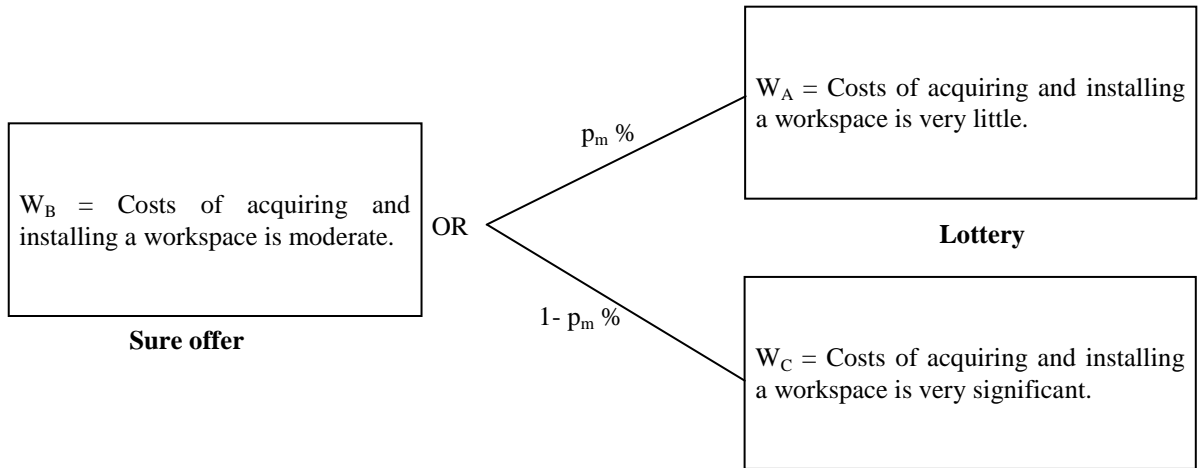 W_A = Costs of acquiring and installing
a workspace is very little.
p_m %
W_B = Costs of acquiring and
installing a workspace is moderate.
OR
Lottery
1- p_m %
Sure offer
W_C = Costs of acquiring and installing
a workspace is very significant.